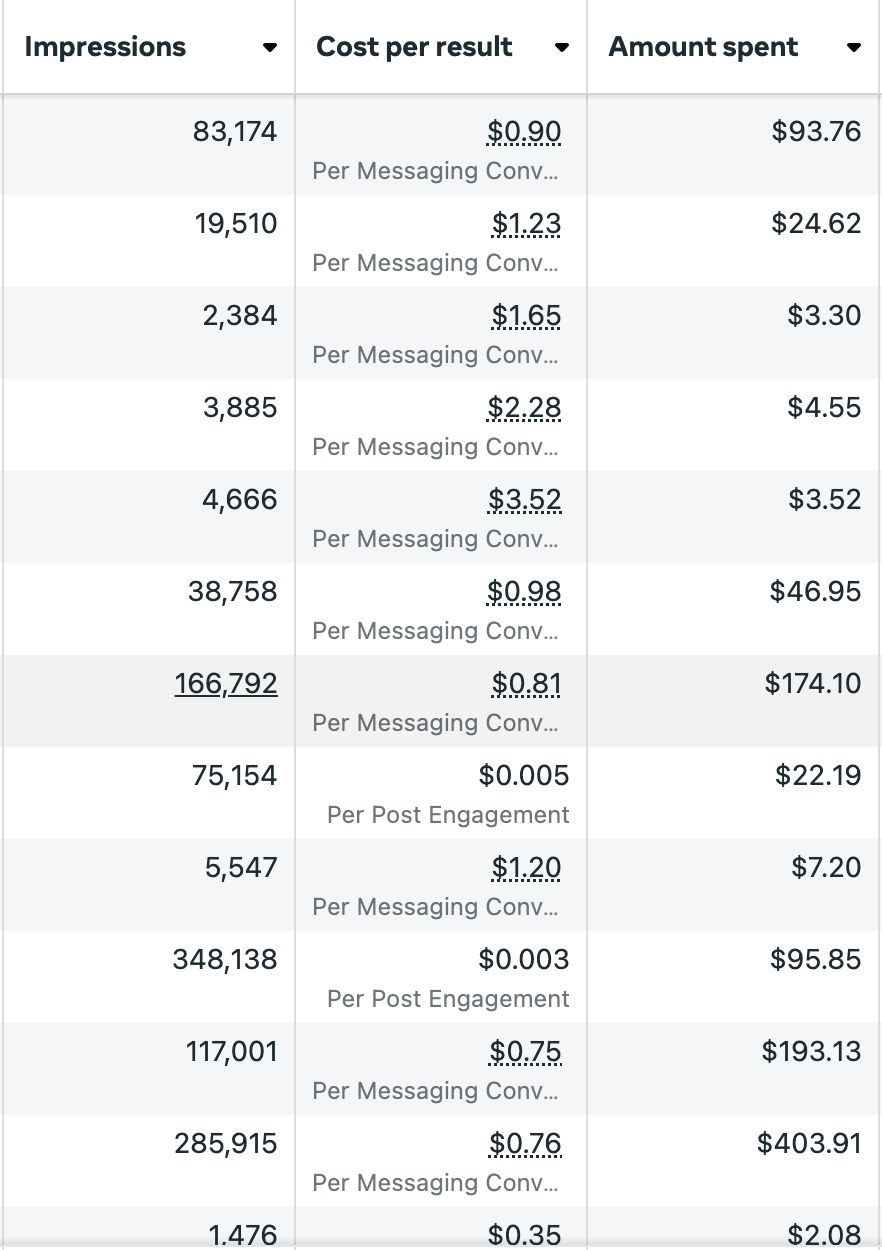 Impressions Cost per result Amount spent
83,174 $0.90 $93.76
Per Messaging Conv...
19,510 $1.23 $24.62
Per Messaging Conv...
2,384 $1.65 $3.30
Per Messaging Conv...
3,885 $2.28 $4.55
Per Messaging Conv...
4,666 $3.52 $3.52
Per Messaging Conv...
38,758 $0.98 $46.95
Per Messaging Conv...
166,792 $0.81 $174.10
Per Messaging Conv...
75,154 $0.005 $22.19
Per Post Engagement
5,547 $1.20 $7.20
Per Messaging Conv...
348,138 $0.003 $95.85
Per Post Engagement
117,001 $0.75 $193.13
Per Messaging Conv...
285,915 $0.76 $403.91
Per Messaging Conv...
1,476 $0.35 $2.08